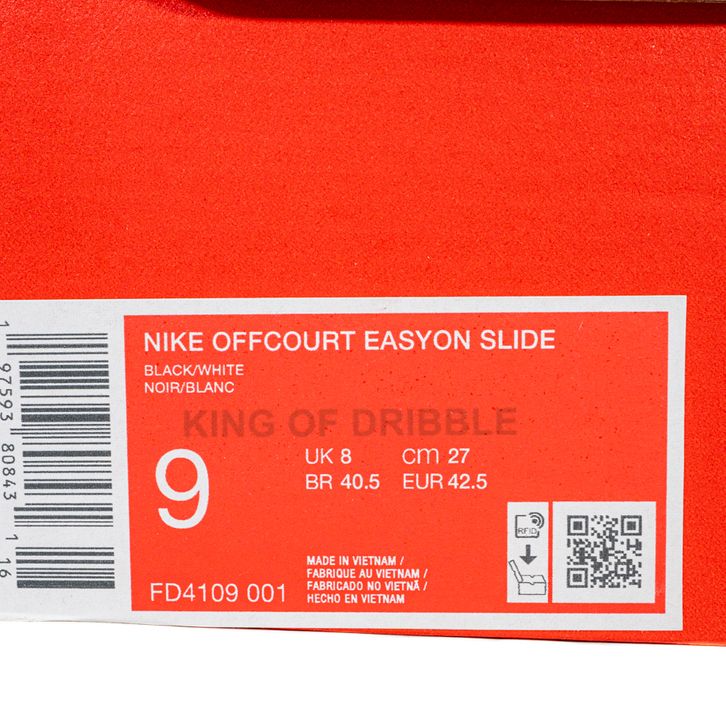 NIKE OFFCOURT EASYON SLIDE
BLACK/WHITE
NOIR/BLANC
KING OF DRIBBLE
9
UK 8 cm 27
BR 40.5 EUR 42.5
MADE IN VIETNAM /
FABRIQUE AU VIETNAM /
FABRICADO NO VIETNÃ /
HECHO EN VIETNAM
FD4109 001
RFID
1 97593 80843 1 16